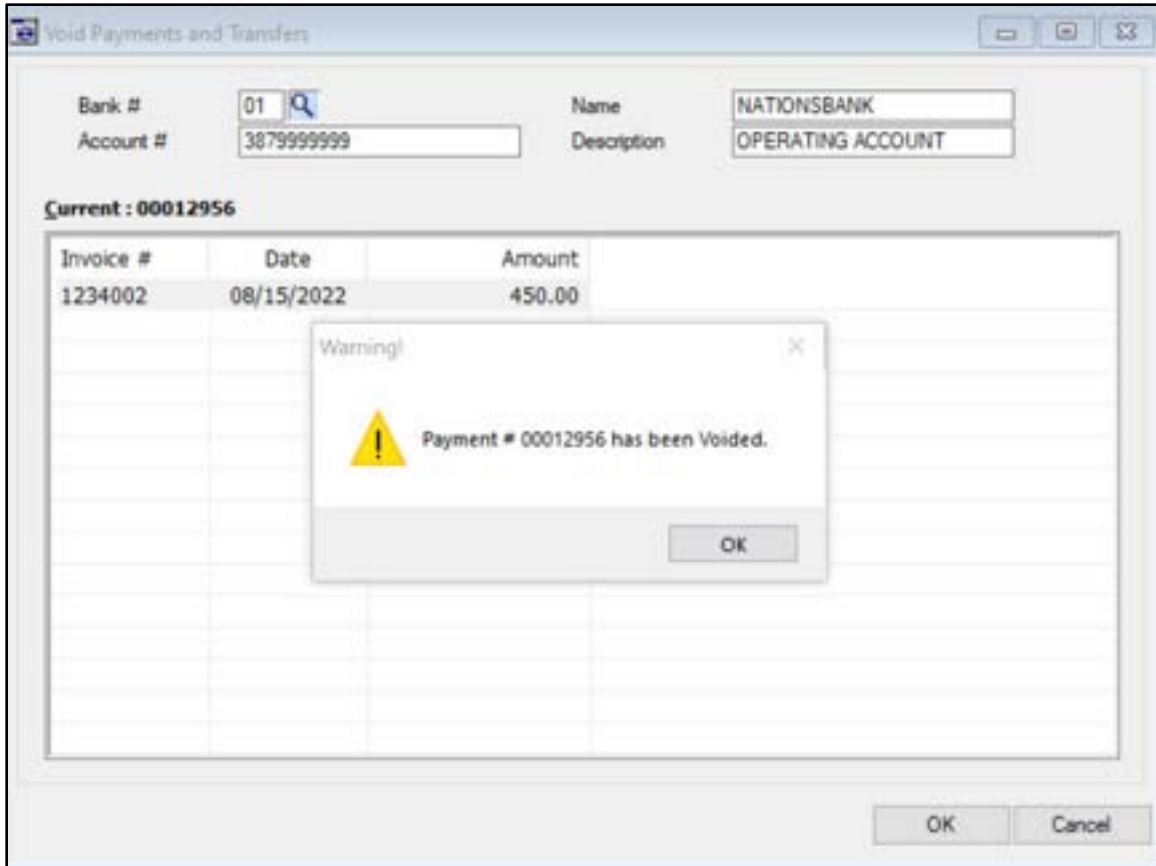 Void Payments and Transfers
Bank # 01 Name NATIONSBANK
Account # 3879999999 Description OPERATING ACCOUNT
Current : 00012956
Invoice # Date Amount
1234002 08/15/2022 450.00
Warning!
Payment # 00012956 has been Voided.
OK
OK Cancel